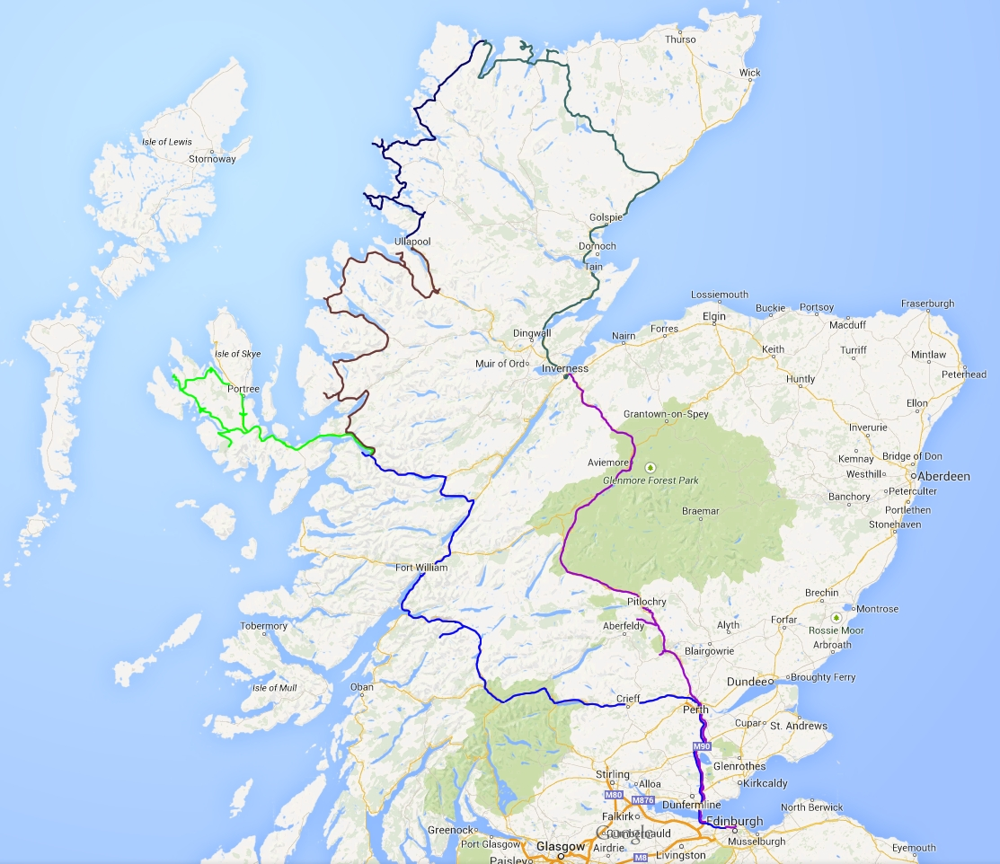 Thurso
Wick
Isle of Lewis
Stornoway
Golspie
Ullapool
Dornoch
Tain
Lossiemouth
Fraserburgh
Buckie
Portsoy
Elgin
Macduff
Forres
Dingwall
Nairn
Isle of Skye
Keith
Turriff
Mintlaw
Muir of Ord
Inverness
Peterhead
Huntly
Portree
Ellon
Grantown-on-Spey
Inverurie
Kemnay
Bridge of Don
Aviemore
Westhill
Aberdeen
Glenmore Forest Park
Peterculter
Banchory
Portlethen
Braemar
Stonehaven
Fort William
Brechin
Pitlochry
Montrose
Forfar
Tobermory
Aberfeldy
Alyth
Rossie Moor
Arbroath
Blairgowrie
Broughty Ferry
Dundee
Isle of Mull
Oban
Crieff
Perth
Cupar
St. Andrews
M90
Glenrothes
Stirling
Alloa
Kirkcaldy
M80
M876
Dunfermline
North Berwick
Falkirk
Edinburgh
Greenock
Google
Cumbernauld
Musselburgh
Port Glasgow
Glasgow
Airdrie
Eymouth
Livingston
M8
Paisley